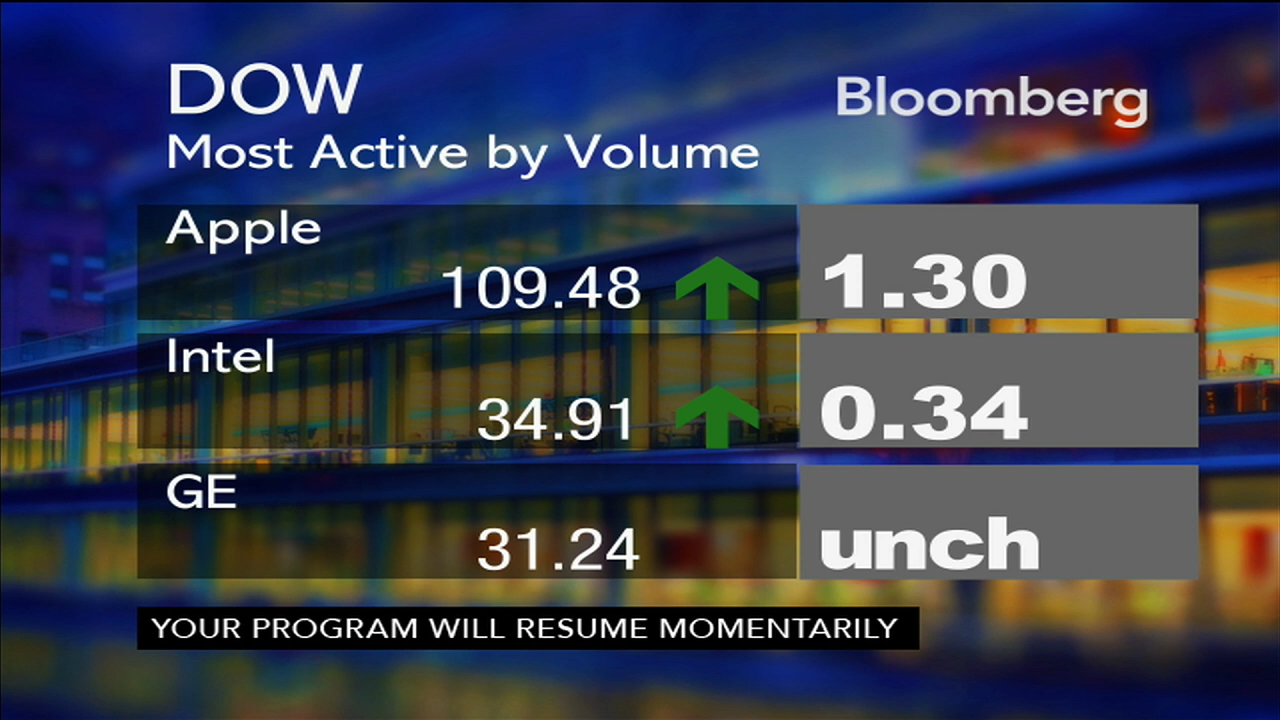 DOW
Bloomberg
Most Active by Volume
Apple
109.48 1.30
Intel
34.91 0.34
GE
31.24 unch
YOUR PROGRAM WILL RESUME MOMENTARILY